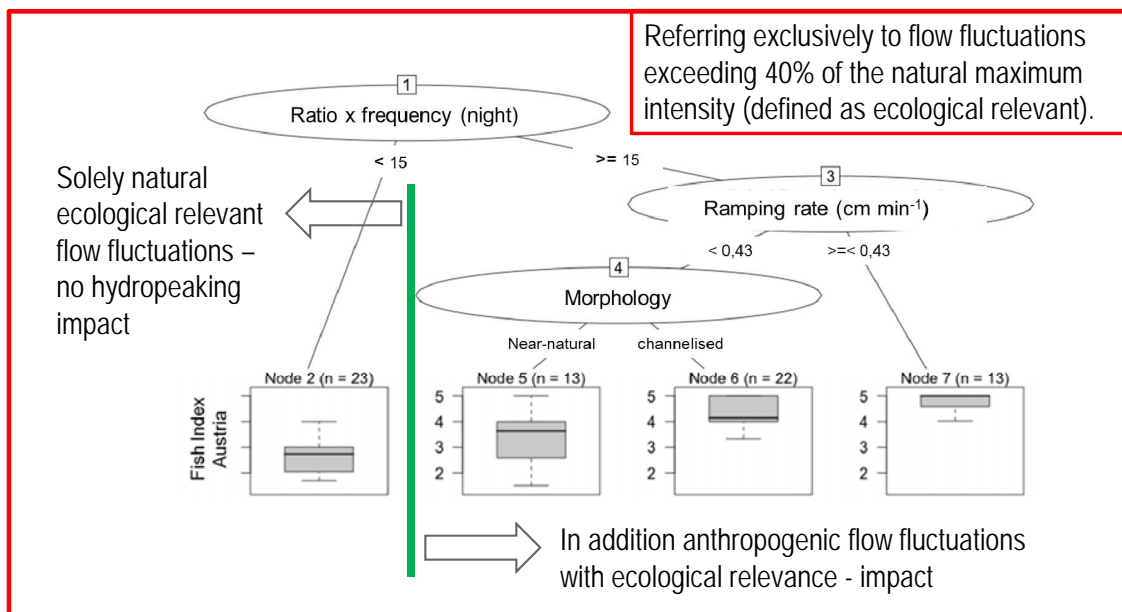 Referring exclusively to flow fluctuations
exceeding 40% of the natural maximum
intensity (defined as ecological relevant).
1
Ratio x frequency (night)
< 15
>= 15
Solely natural
ecological relevant
flow fluctuations –
no hydropeaking
impact
3
Ramping rate (cm min⁻¹)
< 0,43
>=< 0,43
4
Morphology
Near-natural
channelised
Node 2 (n = 23)
Node 5 (n = 13)
Node 6 (n = 22)
Node 7 (n = 13)
Fish Index
Austria
5
4
3
2
5
4
3
2
5
4
3
2
In addition anthropogenic flow fluctuations
with ecological relevance - impact